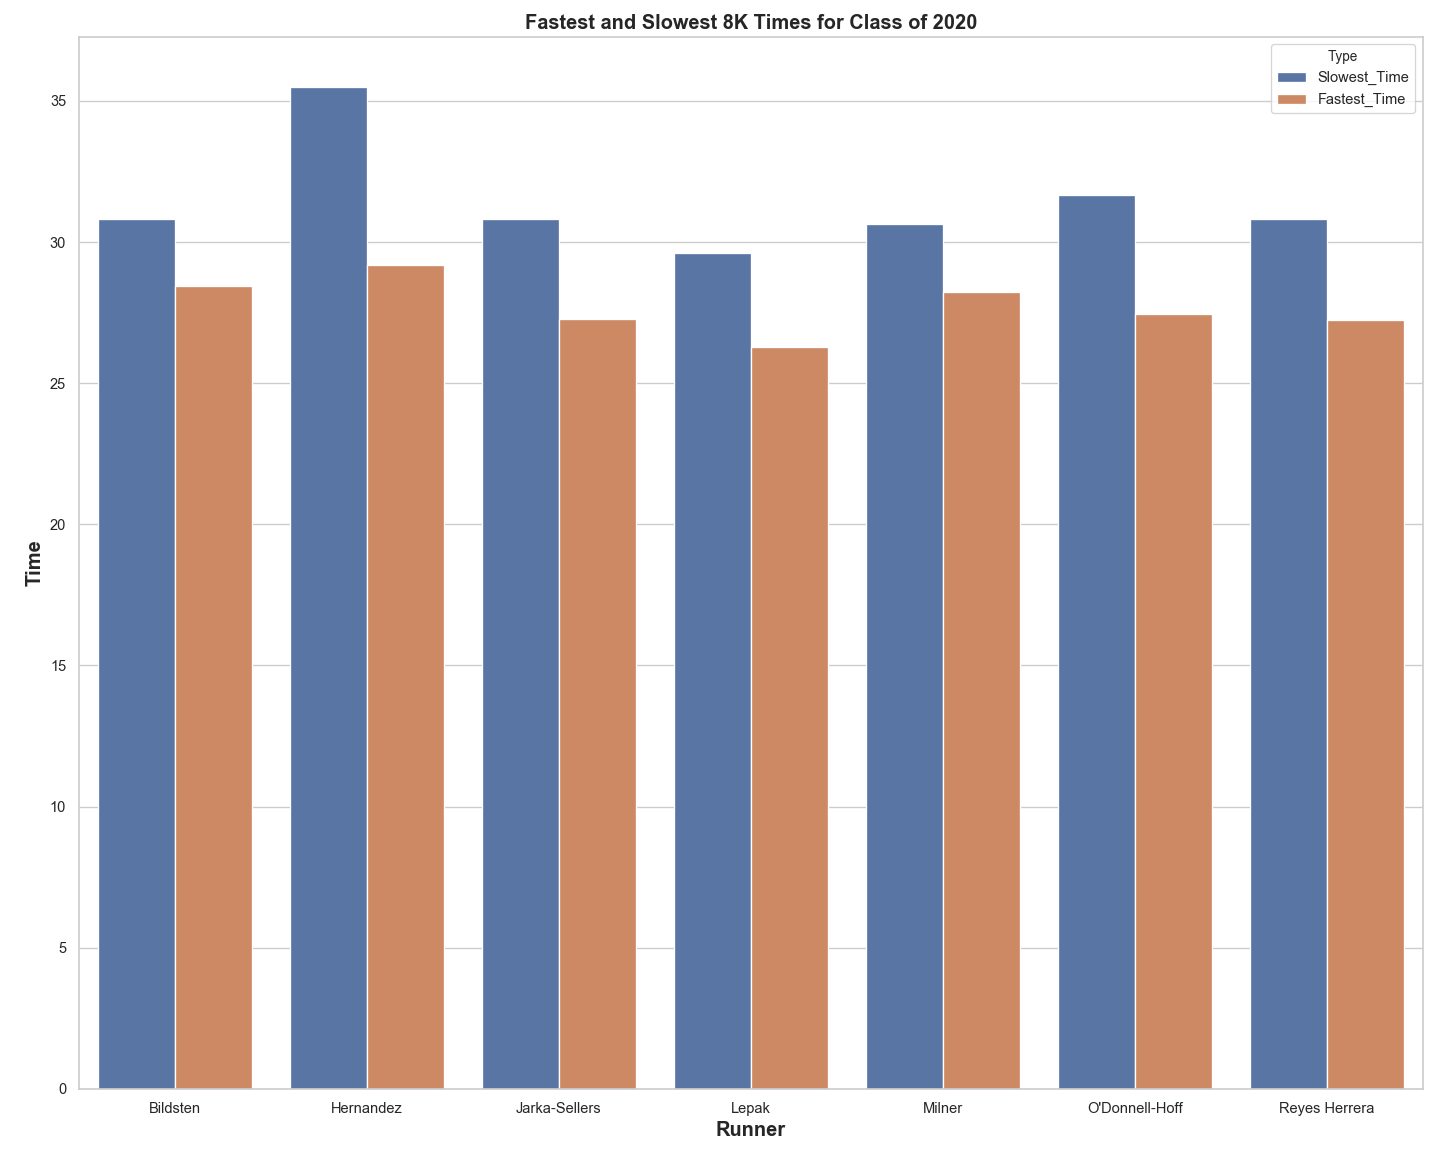 Fastest and Slowest 8K Times for Class of 2020
Type
Slowest_Time
Fastest_Time
35
30
25
20
15
10
5
0
Time
Bildsten
Hernandez
Jarka-Sellers
Lepak
Milner
O'Donnell-Hoff
Reyes Herrera
Runner